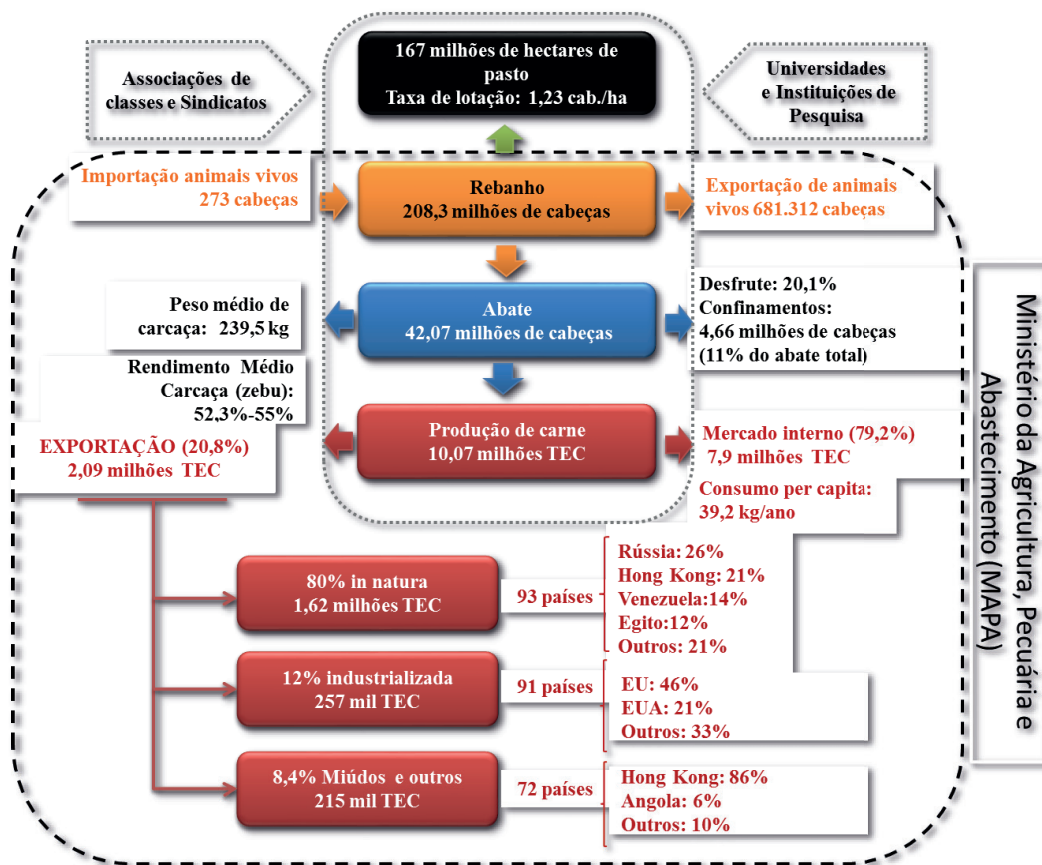 167 milhões de hectares de
pasto
Taxa de lotação: 1,23 cab./ha
Associações de
classes e Sindicatos
Universidades
e Instituições de
Pesquisa
Importação animais vivos
273 cabeças
Rebanho
208,3 milhões de cabeças
Exportação de animais
vivos 681.312 cabeças
Peso médio de
carcaça: 239,5 kg
Abate
42,07 milhões de cabeças
Desfrute: 20,1%
Confinamentos:
4,66 milhões de cabeças
(11% do abate total)
Rendimento Médio
Carcaça (zebu):
52,3%-55%
EXPORTAÇÃO (20,8%)
2,09 milhões TEC
Produção de carne
10,07 milhões TEC
Mercado interno (79,2%)
7,9 milhões TEC
Consumo per capita:
39,2 kg/ano
80% in natura
1,62 milhões TEC
93 países
Rússia: 26%
Hong Kong: 21%
Venezuela:14%
Egito:12%
Outros: 21%
12% industrializada
257 mil TEC
91 países
EU: 46%
EUA: 21%
Outros: 33%
8,4% Miúdos e outros
215 mil TEC
72 países
Hong Kong: 86%
Angola: 6%
Outros: 10%
Ministério da Agricultura, Pecuária e
Abastecimento (MAPA)